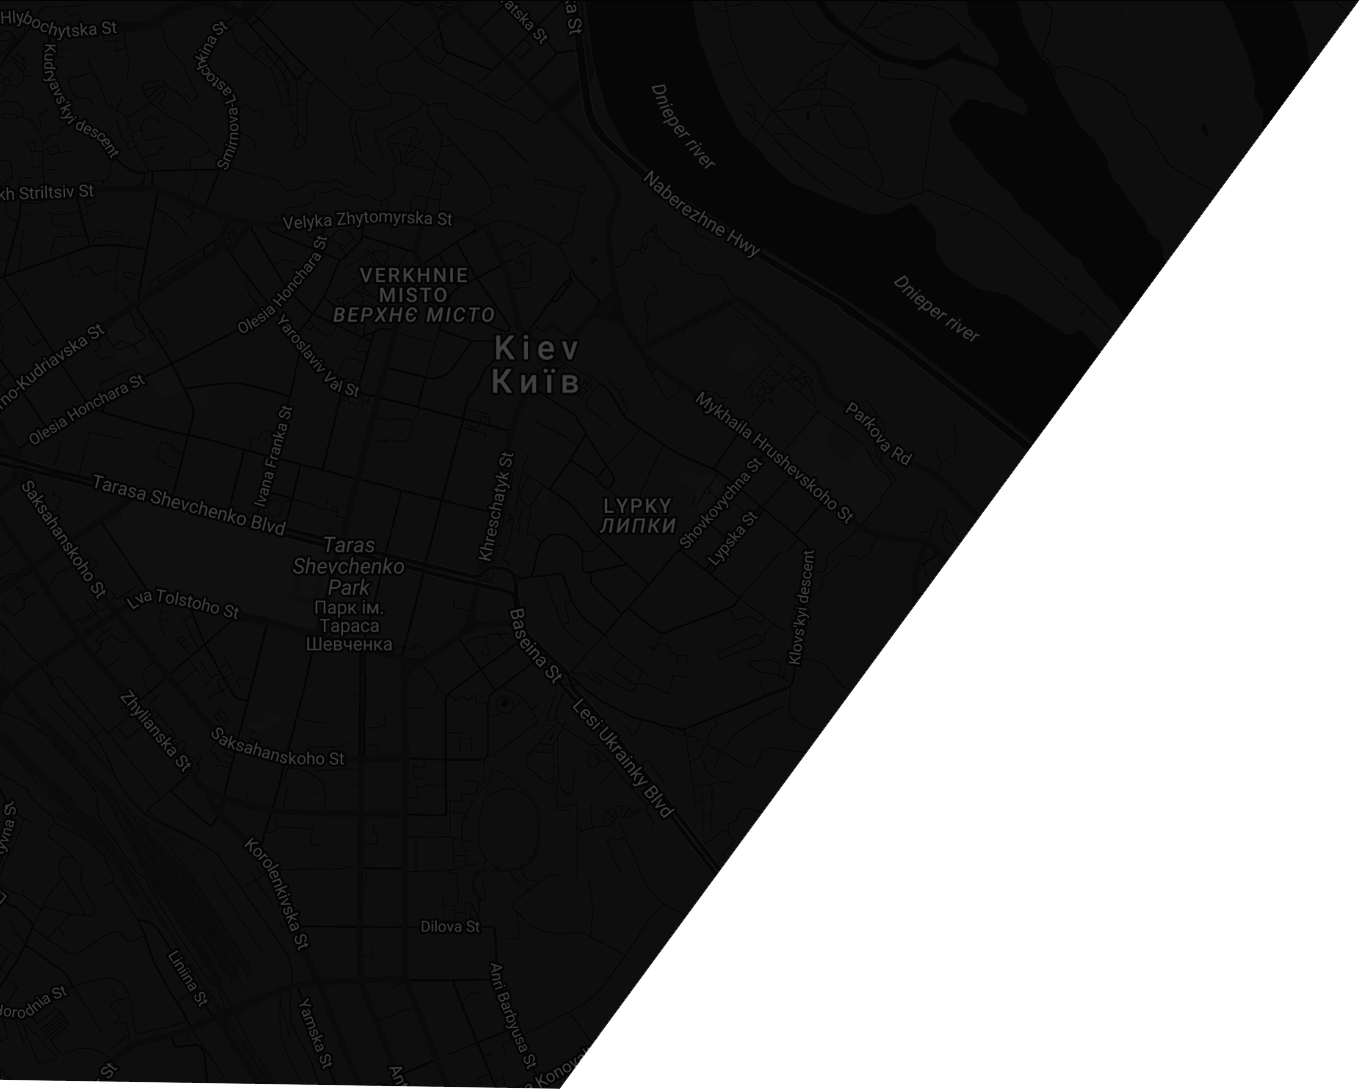 Hlybochytska St
Kudryavs'kyi descent
Smirnova-Lastochkina St
Dnieper river
Naberezhne Hwy
Velyka Zhytomyrska St
Olesia Honchara St
VERKHNIE
MISTO
ВЕРХНЄ МІСТО
Dnieper river
Kiev
Київ
Yaroslaviv Val St
Olesia Honchara St
Mykhaila Hrushevskoho St
Parkova Rd
Ivana Franka St
Khreschatyk St
Tarasa Shevchenko Blvd
Saksahanskoho St
LYPKY
ЛИПКИ
Shovkovychna St
Lypska St
Taras
Shevchenko
Park
Парк ім.
Тараса
Шевченка
Lva Tolstoho St
Klovs'kyi descent
Baseina St
Zhylianska St
Saksahanskoho St
Lesi Ukrainky Blvd
Korolenkivska St
Dilova St
Liniina St
Anri Barbyusa St
Yamska St
St